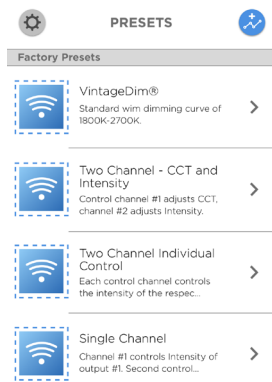 PRESETS
Factory Presets
VintageDim®
Standard wim dimming curve of
1800K-2700K.
Two Channel - CCT and
Intensity
Control channel #1 adjusts CCT,
channel #2 adjusts Intensity.
Two Channel Individual
Control
Each control channel controls
the intensity of the respec...
Single Channel
Channel #1 controls Intensity of
output #1. Second control...